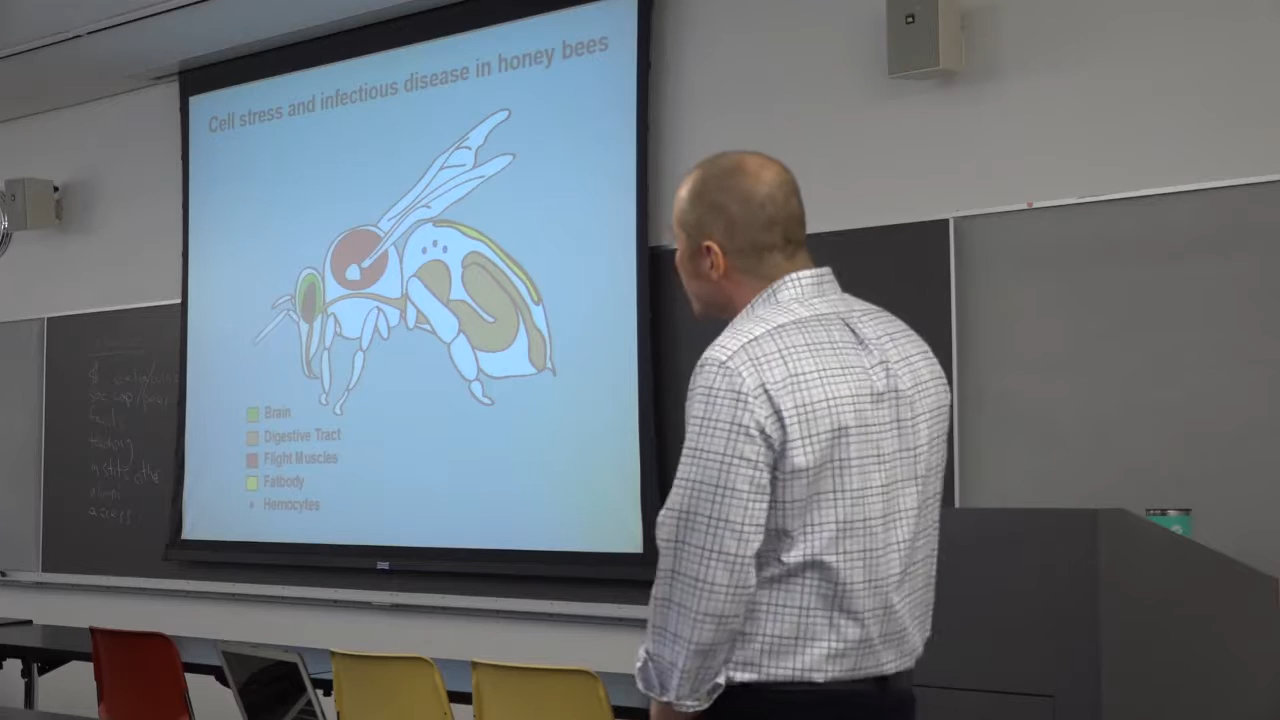 Cell stress and infectious disease in honey bees
Brain
Digestive Tract
Flight Muscles
Fatbody
Hemocytes